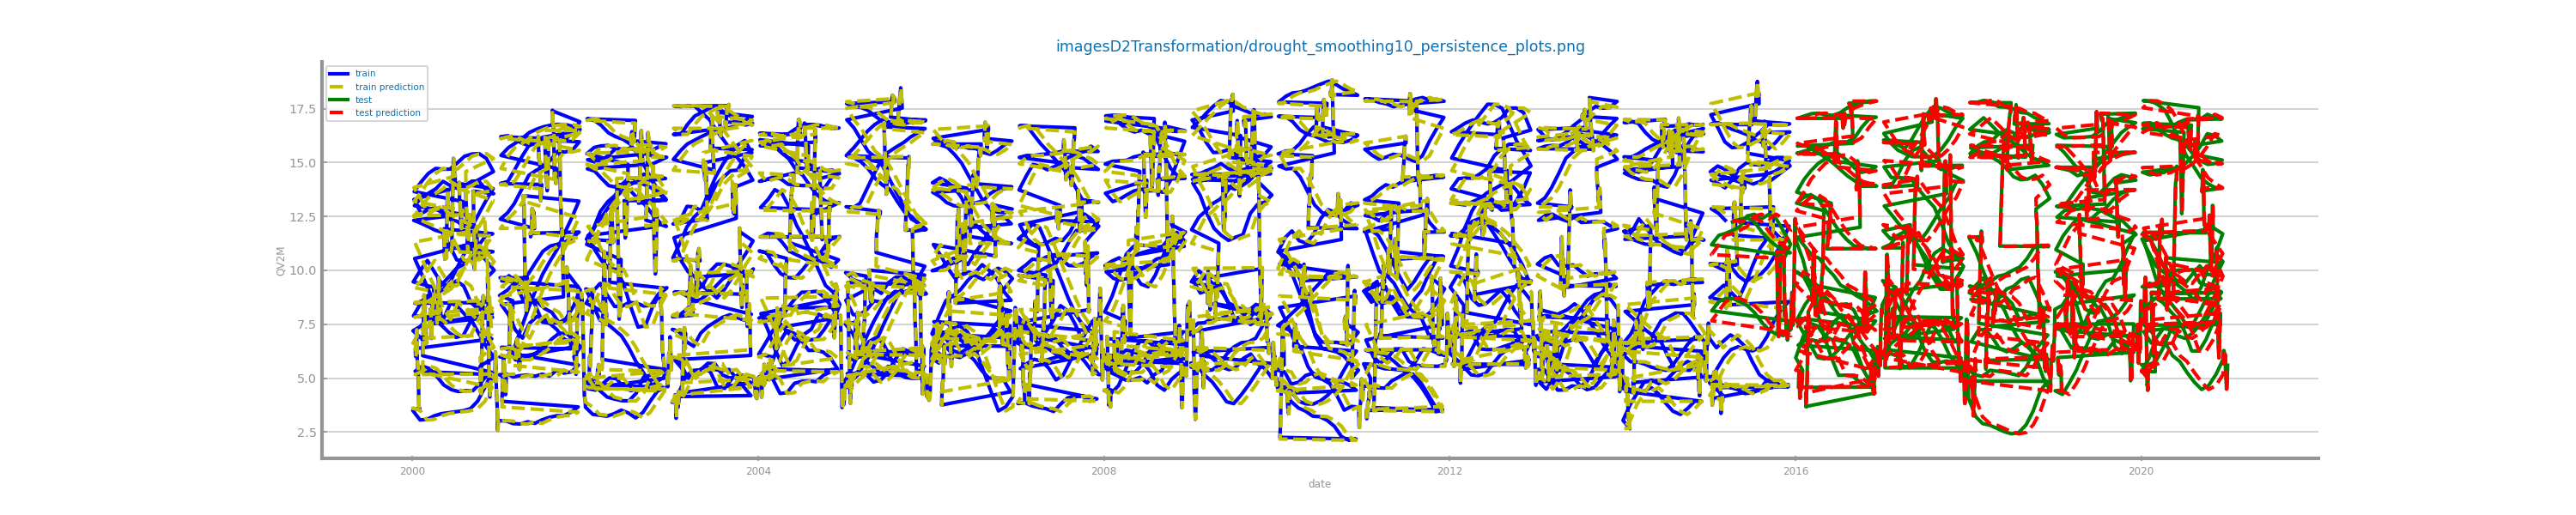 imagesD2Transformation/drought_smoothing10_persistence_plots.png
train
train prediction
test
test prediction
17.5
15.0
12.5
10.0
7.5
5.0
2.5
QV2M
2000
2004
2008
2012
2016
2020
date